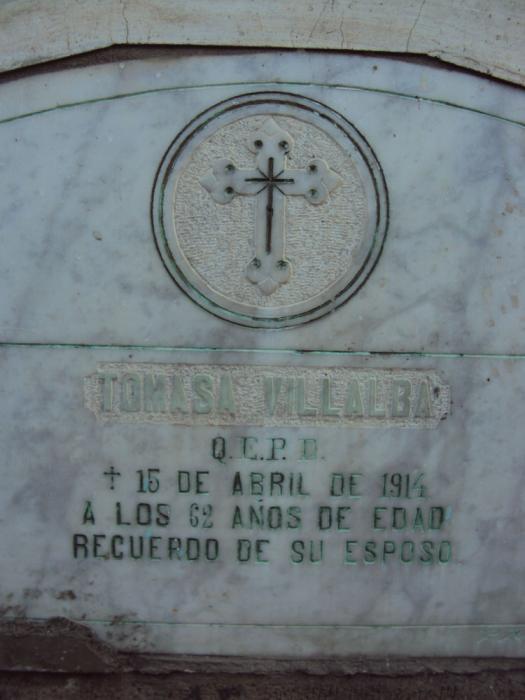 TOMASA VILLALBA
Q.E.P. D.
+ 15 DE ABRIL DE 1914
A LOS 62 AÑOS DE EDAD
RECUERDO DE SU ESPOSO